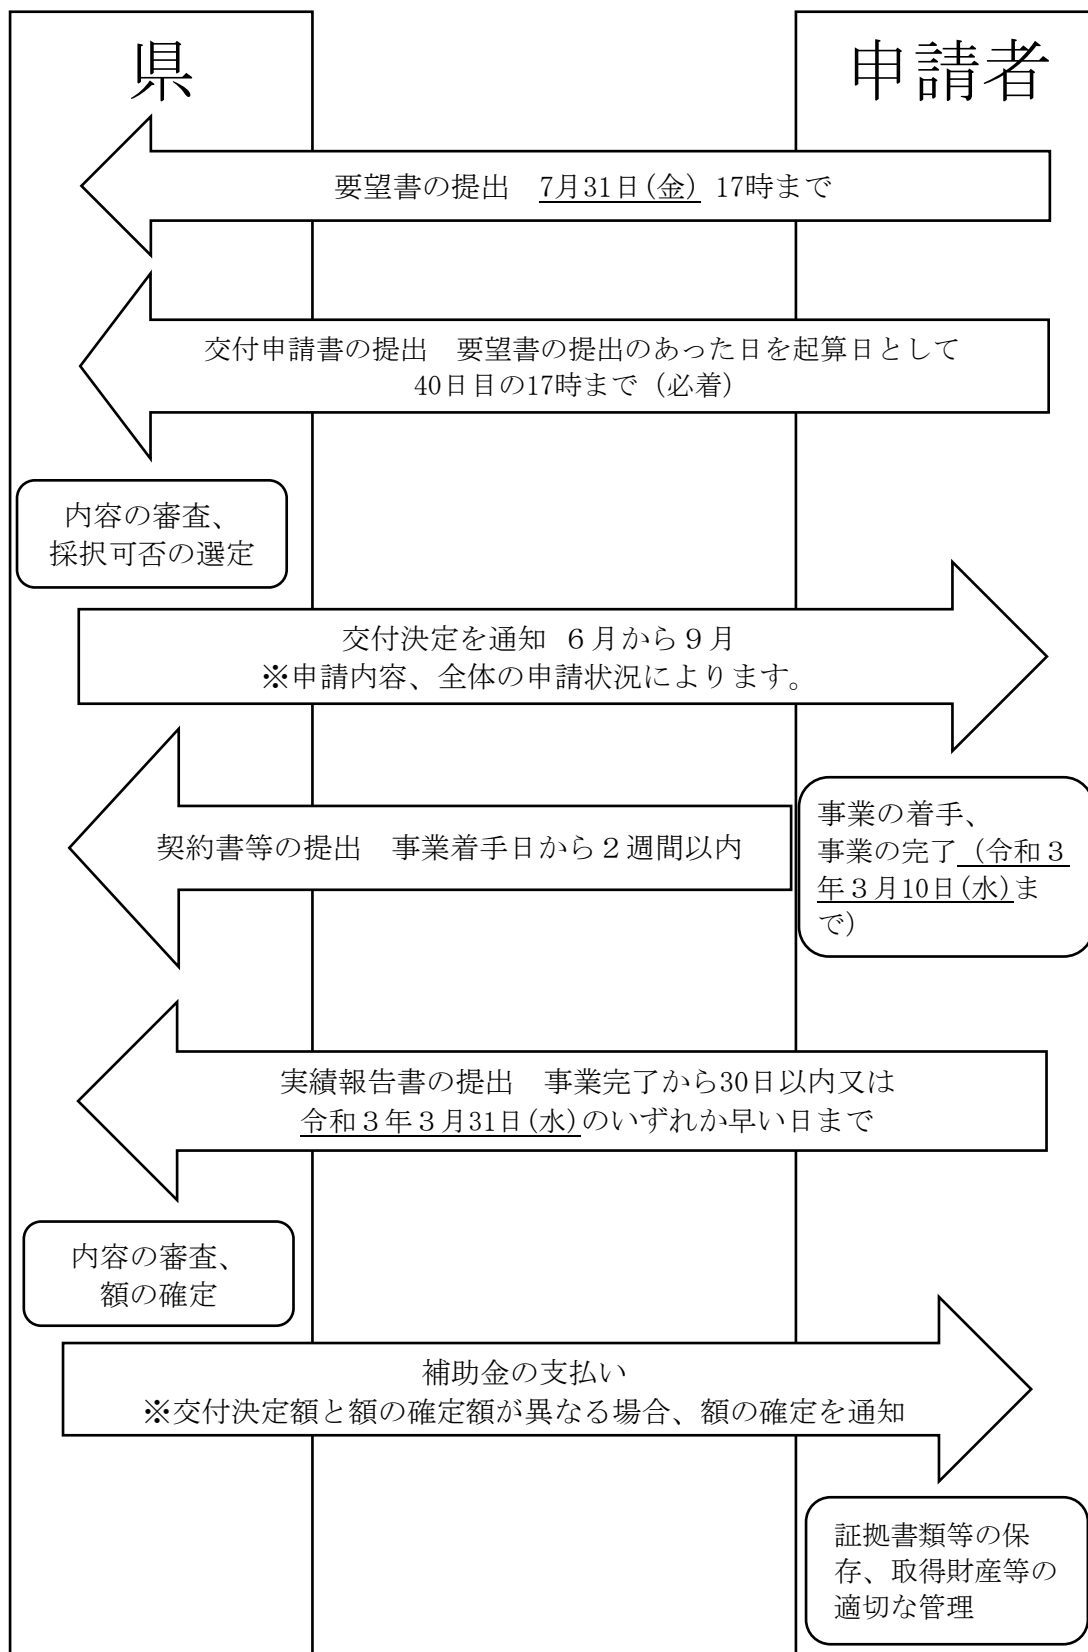 県
申請者
要望書の提出　7月31日(金) 17時まで
交付申請書の提出　要望書の提出のあった日を起算日として
40日目の17時まで（必着）
内容の審査、
採択可否の選定
交付決定を通知 ６月から９月
※申請内容、全体の申請状況によります。
契約書等の提出　事業着手日から２週間以内
事業の着手、
事業の完了（令和３
年３月10日(水)ま
で）
実績報告書の提出　事業完了から30日以内又は
令和３年３月31日(水)のいずれか早い日まで
内容の審査、
額の確定
補助金の支払い
※交付決定額と額の確定額が異なる場合、額の確定を通知
証拠書類等の保
存、取得財産等の
適切な管理